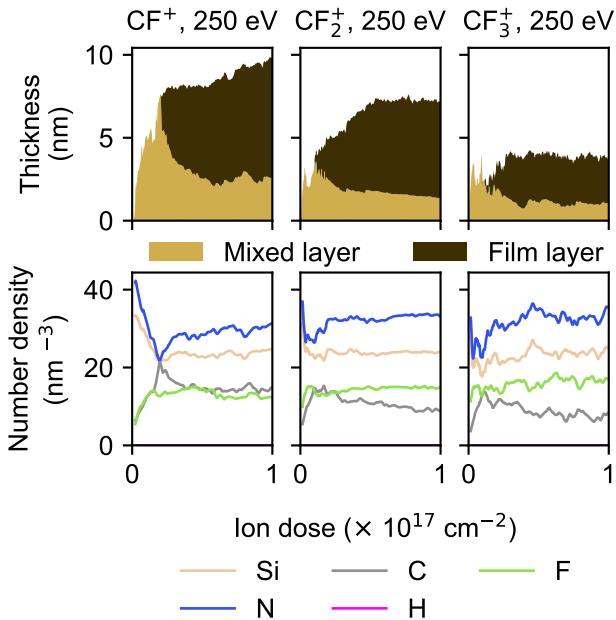 CF⁺, 250 eV CF₂⁺, 250 eV CF₃⁺, 250 eV
Thickness
(nm)
10
5
0
Mixed layer Film layer
Number density
(nm⁻³)
40
20
0
0 1 0 1 0 1
Ion dose (× 10¹⁷ cm⁻²)
Si C F
N H